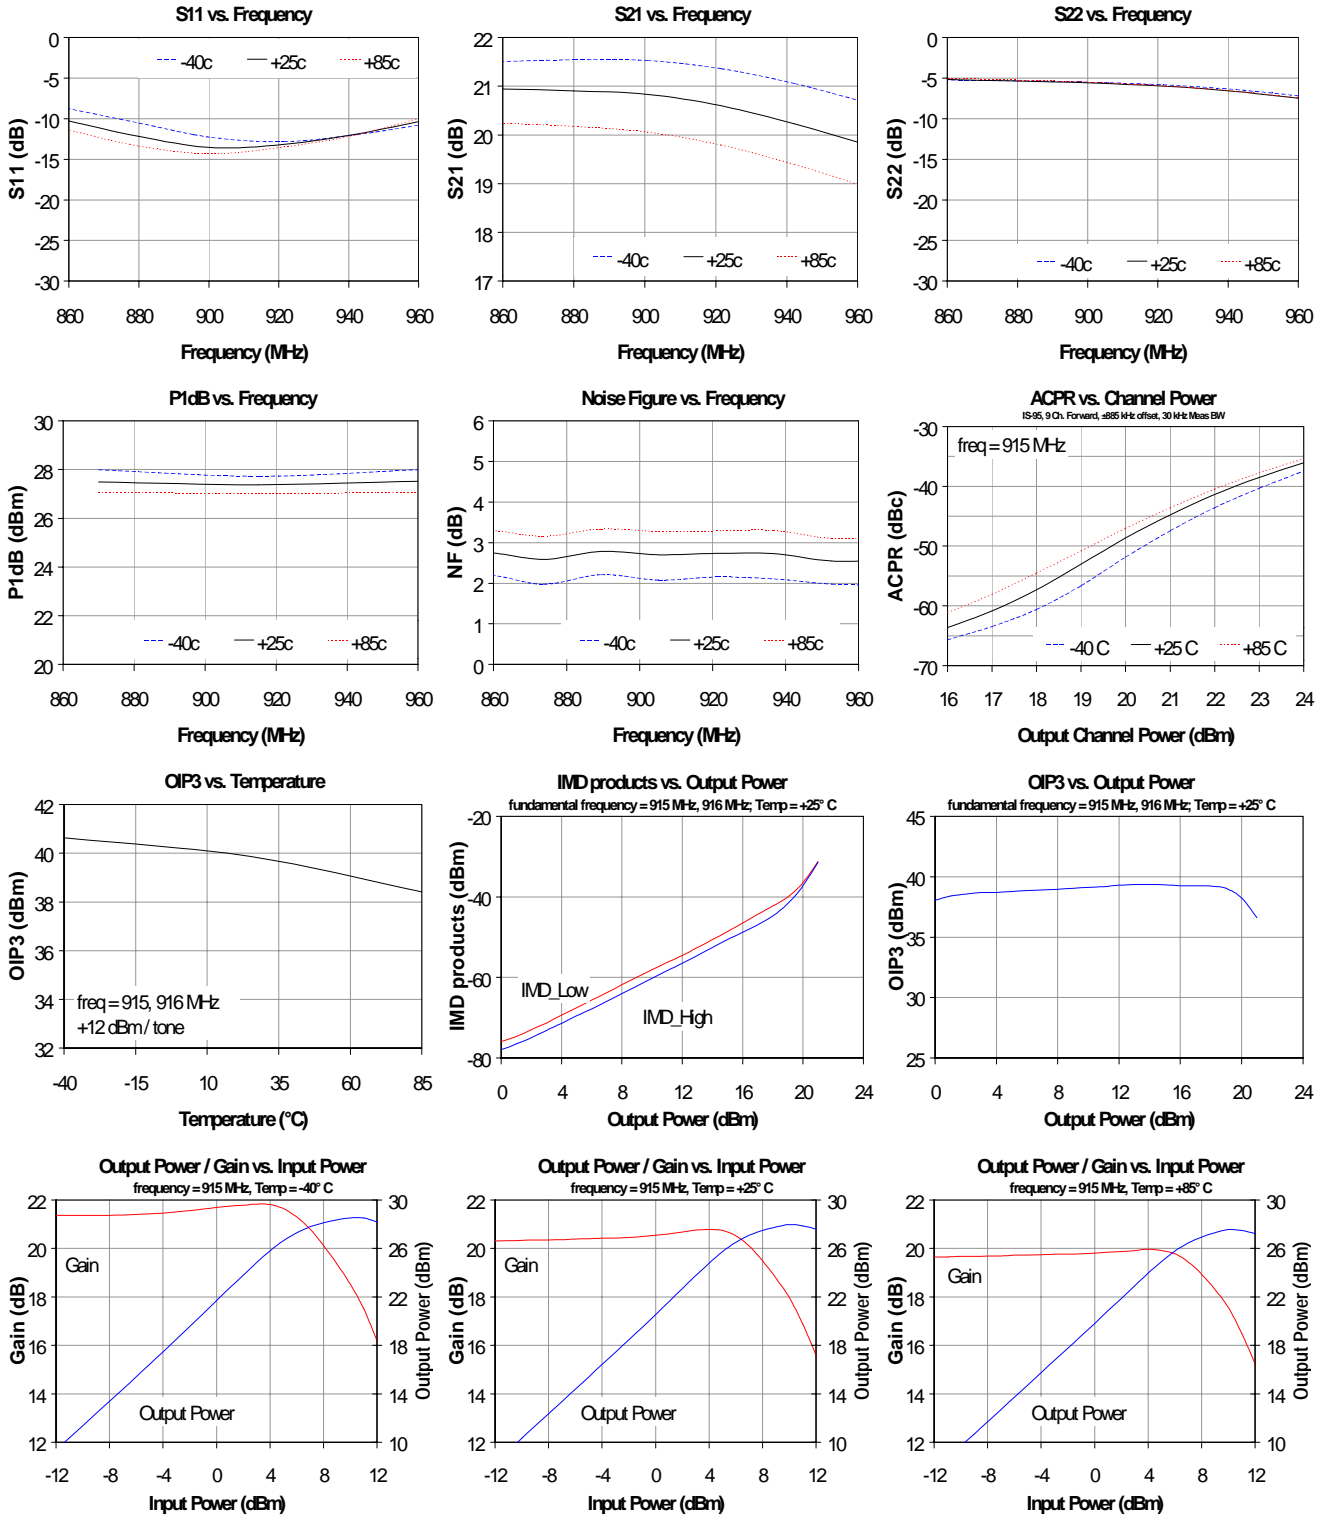 S11 vs. Frequency
S11 (dB)
0
-5
-10
-15
-20
-25
-30
-40c +25c +85c
860 880 900 920 940 960
Frequency (MHz)
S21 vs. Frequency
S21 (dB)
22
21
20
19
18
17
-40c +25c +85c
860 880 900 920 940 960
Frequency (MHz)
S22 vs. Frequency
S22 (dB)
0
-5
-10
-15
-20
-25
-30
-40c +25c +85c
860 880 900 920 940 960
Frequency (MHz)
P1dB vs. Frequency
P1dB (dBm)
30
28
26
24
22
20
-40c +25c +85c
860 880 900 920 940 960
Frequency (MHz)
Noise Figure vs. Frequency
NF (dB)
6
5
4
3
2
1
0
-40c +25c +85c
860 880 900 920 940 960
Frequency (MHz)
ACPR vs. Channel Power
IS-95, 9 Ch. Forward, ±885 kHz offset, 30 kHz Meas BW
ACPR (dBc)
-30
-40
-50
-60
-70
freq = 915 MHz
-40 C +25 C +85 C
16 17 18 19 20 21 22 23 24
Output Channel Power (dBm)
OIP3 vs. Temperature
OIP3 (dBm)
42
40
38
36
34
32
freq = 915, 916 MHz
+12 dBm / tone
-40 -15 10 35 60 85
Temperature (°C)
IMD products vs. Output Power
fundamental frequency = 915 MHz, 916 MHz; Temp = +25° C
IMD products (dBm)
-20
-40
-60
-80
IMD_Low
IMD_High
0 4 8 12 16 20 24
Output Power (dBm)
OIP3 vs. Output Power
fundamental frequency = 915 MHz, 916 MHz; Temp = +25° C
OIP3 (dBm)
45
40
35
30
25
0 4 8 12 16 20 24
Output Power (dBm)
Output Power / Gain vs. Input Power
frequency = 915 MHz, Temp = -40° C
Gain (dB)
22
20
18
16
14
12
Gain
Output Power
30
26
22
18
14
10
Output Power (dBm)
-12 -8 -4 0 4 8 12
Input Power (dBm)
Output Power / Gain vs. Input Power
frequency = 915 MHz, Temp = +25° C
Gain (dB)
22
20
18
16
14
12
Gain
Output Power
30
26
22
18
14
10
Output Power (dBm)
-12 -8 -4 0 4 8 12
Input Power (dBm)
Output Power / Gain vs. Input Power
frequency = 915 MHz, Temp = +85° C
Gain (dB)
22
20
18
16
14
12
Gain
Output Power
30
26
22
18
14
10
Output Power (dBm)
-12 -8 -4 0 4 8 12
Input Power (dBm)